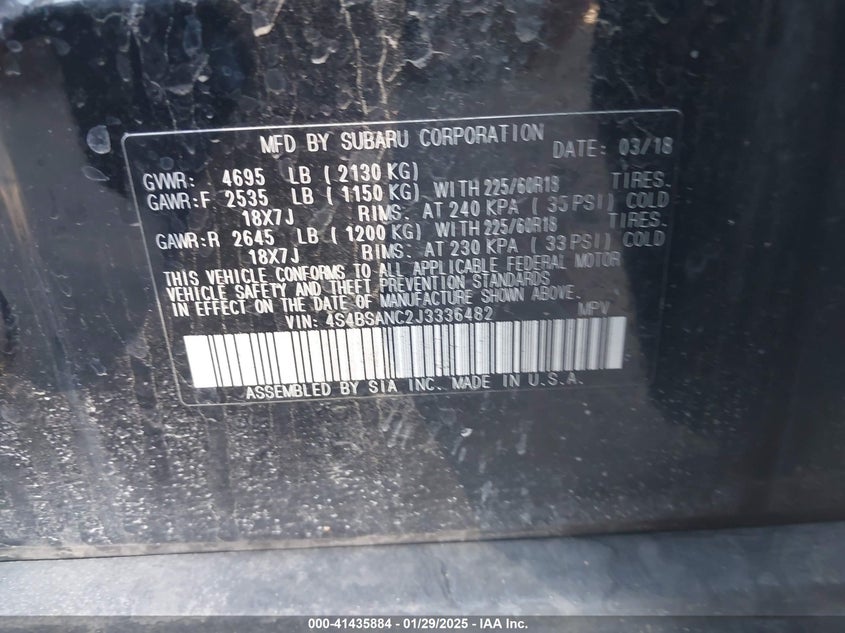 MFD BY SUBARU CORPORATION DATE: 03/18
GVWR: 4695 LB ( 2130 KG)
GAWR:F 2535 LB ( 1150 KG) WITH 225/60R18 TIRES.
18X7J RIMS. AT 240 KPA ( 35 PSI) COLD
GAWR:R 2645 LB ( 1200 KG) WITH 225/60R18 TIRES.
18X7J RIMS. AT 230 KPA ( 33 PSI) COLD
THIS VEHICLE CONFORMS TO ALL APPLICABLE FEDERAL MOTOR
VEHICLE SAFETY AND THEFT PREVENTION STANDARDS
IN EFFECT ON THE DATE OF MANUFACTURE SHOWN ABOVE.
VIN: 4S4BSANC2J3336482 MPV
ASSEMBLED BY SIA INC. MADE IN U.S.A.
000-41435884 - 01/29/2025 - IAA Inc.